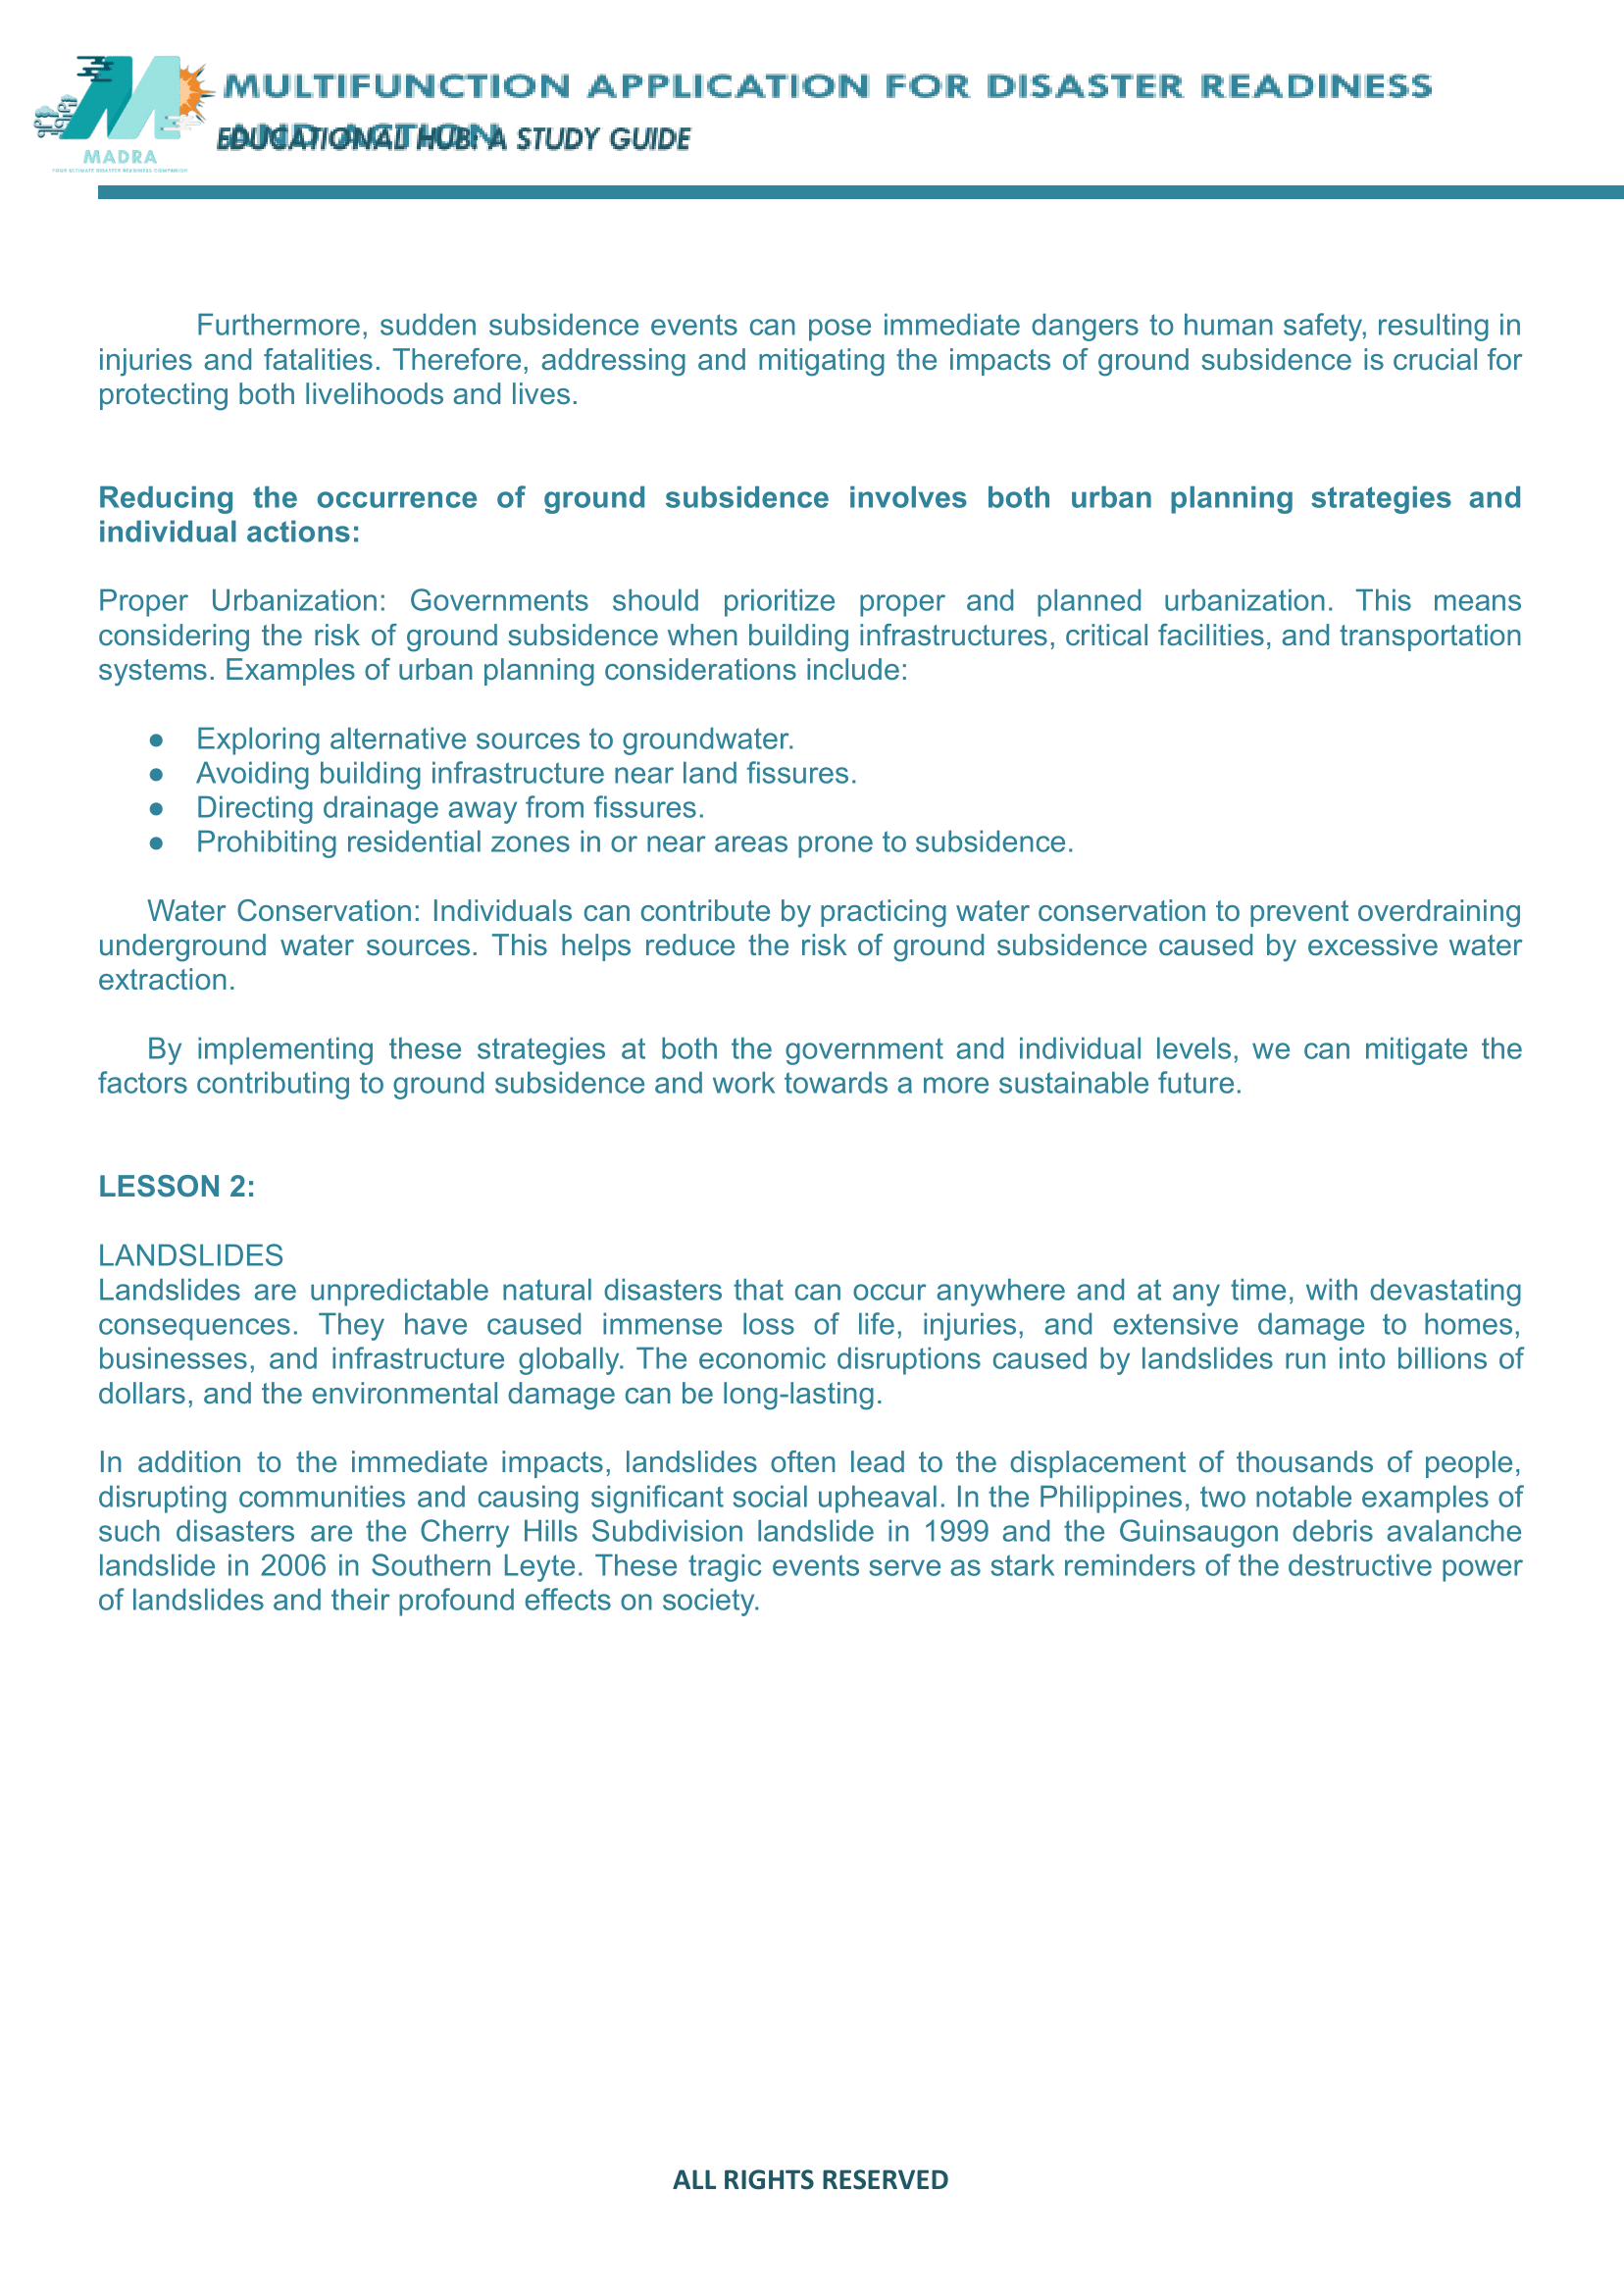 MULTIFUNCTION APPLICATION FOR DISASTER READINESS
AND ACTION
EDUCATIONAL HUB: A STUDY GUIDE
MADRA
YOUR ULTIMATE DISASTER READINESS COMPANION
Furthermore, sudden subsidence events can pose immediate dangers to human safety, resulting in
injuries and fatalities. Therefore, addressing and mitigating the impacts of ground subsidence is crucial for
protecting both livelihoods and lives.
Reducing the occurrence of ground subsidence involves both urban planning strategies and
individual actions:
Proper Urbanization: Governments should prioritize proper and planned urbanization. This means
considering the risk of ground subsidence when building infrastructures, critical facilities, and transportation
systems. Examples of urban planning considerations include:
● Exploring alternative sources to groundwater.
● Avoiding building infrastructure near land fissures.
● Directing drainage away from fissures.
● Prohibiting residential zones in or near areas prone to subsidence.
Water Conservation: Individuals can contribute by practicing water conservation to prevent overdraining
underground water sources. This helps reduce the risk of ground subsidence caused by excessive water
extraction.
By implementing these strategies at both the government and individual levels, we can mitigate the
factors contributing to ground subsidence and work towards a more sustainable future.
LESSON 2:
LANDSLIDES
Landslides are unpredictable natural disasters that can occur anywhere and at any time, with devastating
consequences. They have caused immense loss of life, injuries, and extensive damage to homes,
businesses, and infrastructure globally. The economic disruptions caused by landslides run into billions of
dollars, and the environmental damage can be long-lasting.
In addition to the immediate impacts, landslides often lead to the displacement of thousands of people,
disrupting communities and causing significant social upheaval. In the Philippines, two notable examples of
such disasters are the Cherry Hills Subdivision landslide in 1999 and the Guinsaugon debris avalanche
landslide in 2006 in Southern Leyte. These tragic events serve as stark reminders of the destructive power
of landslides and their profound effects on society.
ALL RIGHTS RESERVED